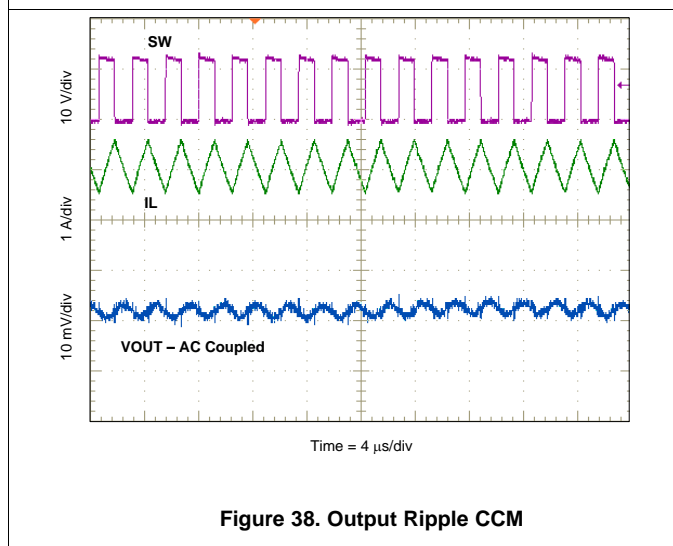 SW
10 V/div
IL
1 A/div
10 mV/div
VOUT – AC Coupled
Time = 4 μs/div
Figure 38. Output Ripple CCM